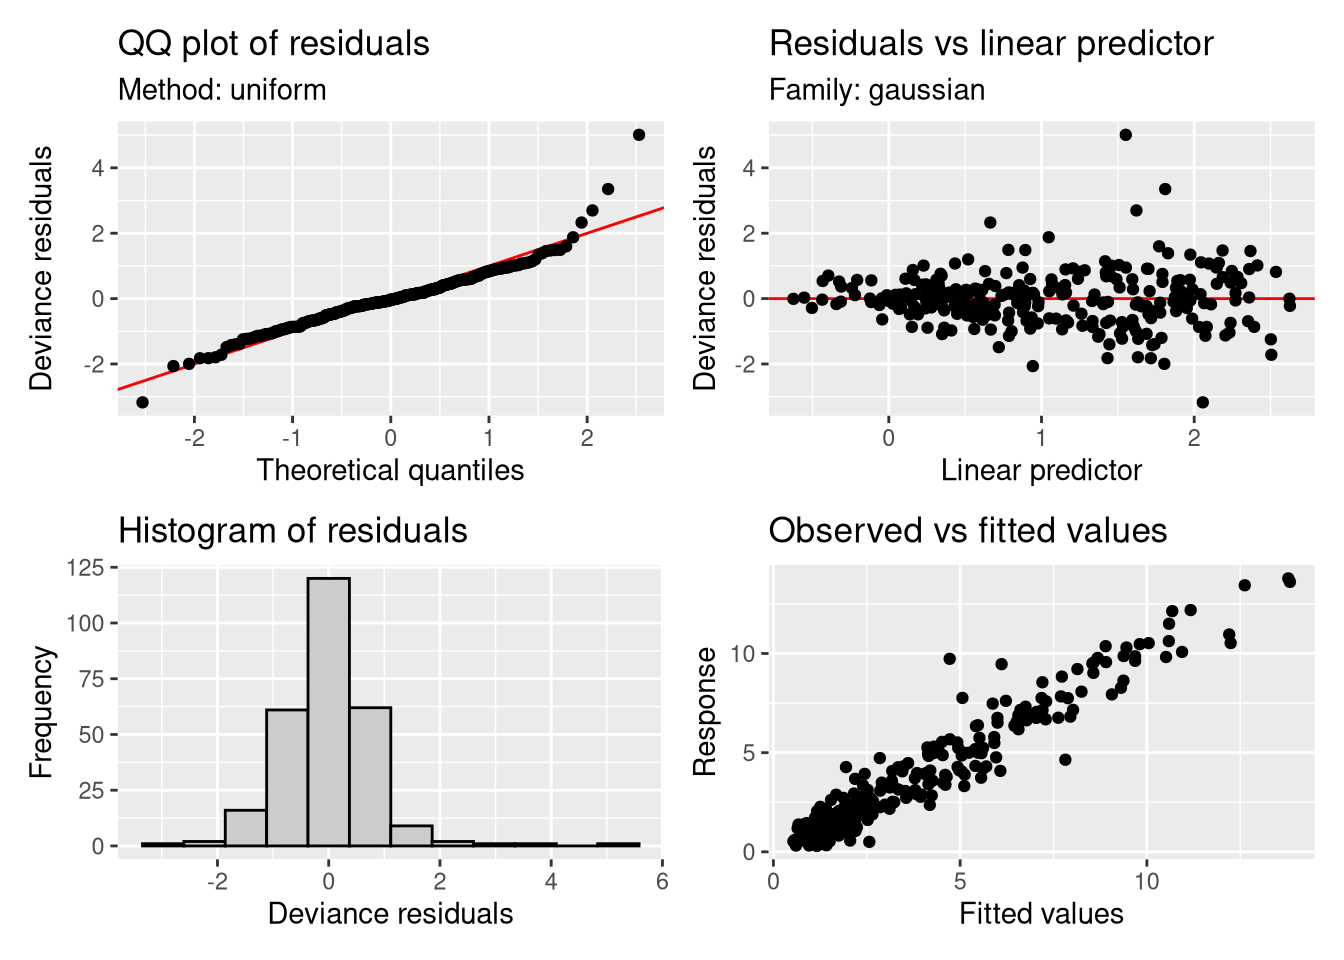 QQ plot of residuals
Method: uniform
Deviance residuals
4
2
0
-2
-2
-1
0
1
2
Theoretical quantiles
Residuals vs linear predictor
Family: gaussian
Deviance residuals
4
2
0
-2
0
1
2
Linear predictor
Histogram of residuals
Frequency
125
100
75
50
25
0
-2
0
2
4
6
Deviance residuals
Observed vs fitted values
Response
10
5
0
0
5
10
Fitted values